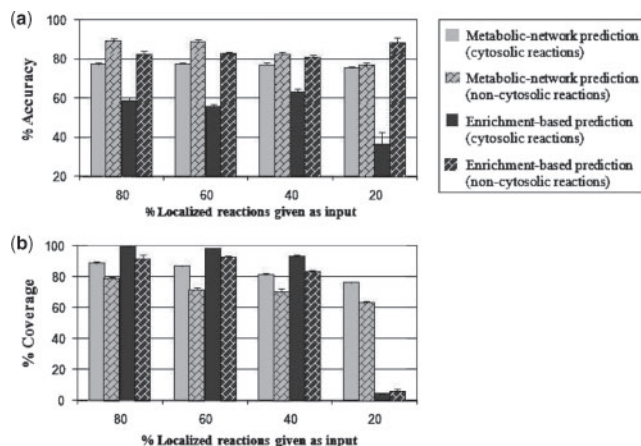 (a)
100
80
60
40
20
% Accuracy
80 60 40 20
% Localized reactions given as input
Metabolic-network prediction
(cytosolic reactions)
Metabolic-network prediction
(non-cytosolic reactions)
Enrichment-based prediction
(cytosolic reactions)
Enrichment-based prediction
(non-cytosolic reactions)
(b)
100
80
60
40
20
0
% Coverage
80 60 40 20
% Localized reactions given as input